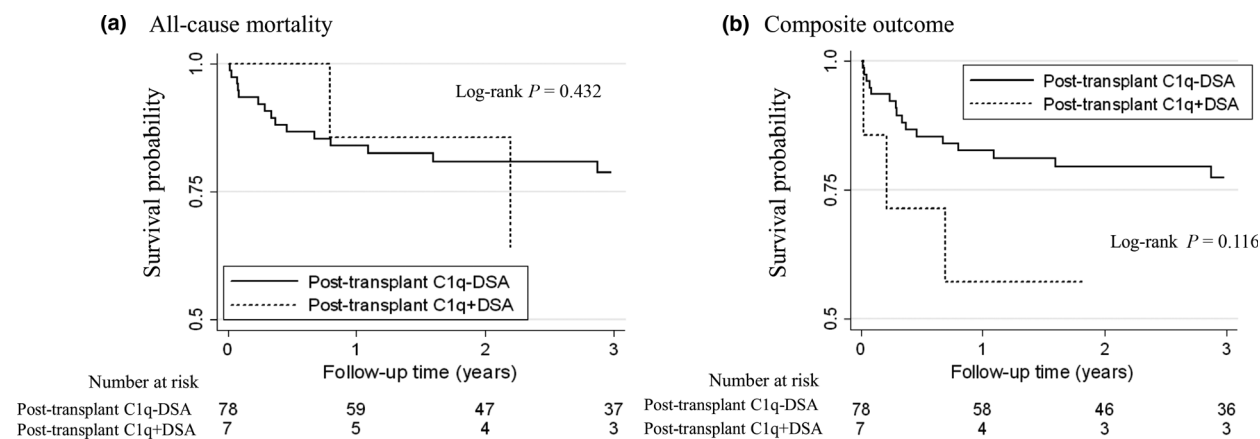 (a) All-cause mortality
Survival probability
1.0
0.75
0.5
Log-rank P = 0.432
Post-transplant C1q-DSA
Post-transplant C1q+DSA
0 1 2 3
Follow-up time (years)
Number at risk
Post-transplant C1q-DSA 78 59 47 37
Post-transplant C1q+DSA 7 5 4 3
(b) Composite outcome
Survival probability
1.0
0.75
0.5
Post-transplant C1q-DSA
Post-transplant C1q+DSA
Log-rank P = 0.116
0 1 2 3
Follow-up time (years)
Number at risk
Post-transplant C1q-DSA 78 58 46 36
Post-transplant C1q+DSA 7 4 3 3